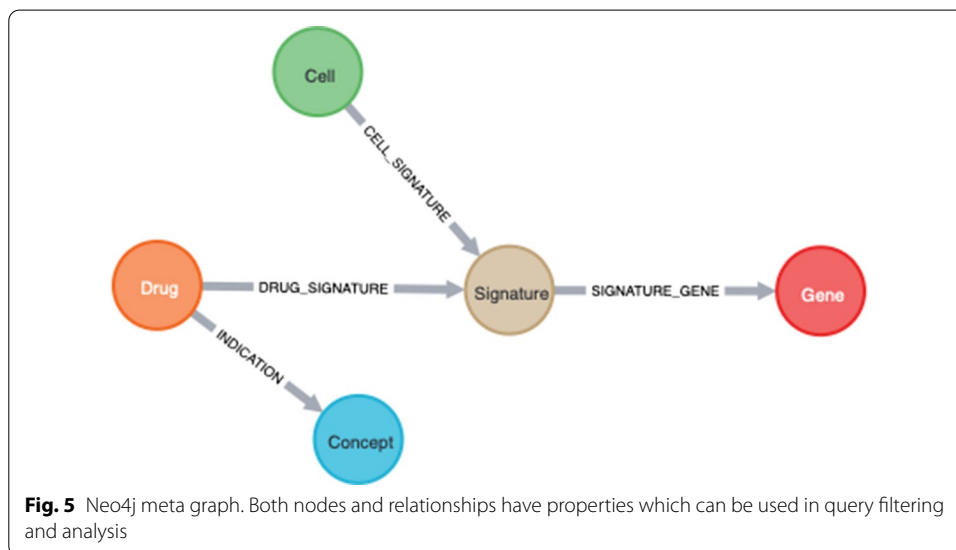 Cell
CELL_SIGNATURE
Drug
DRUG_SIGNATURE
Signature
SIGNATURE_GENE
Gene
INDICATION
Concept
Fig. 5 Neo4j meta graph. Both nodes and relationships have properties which can be used in query filtering
and analysis